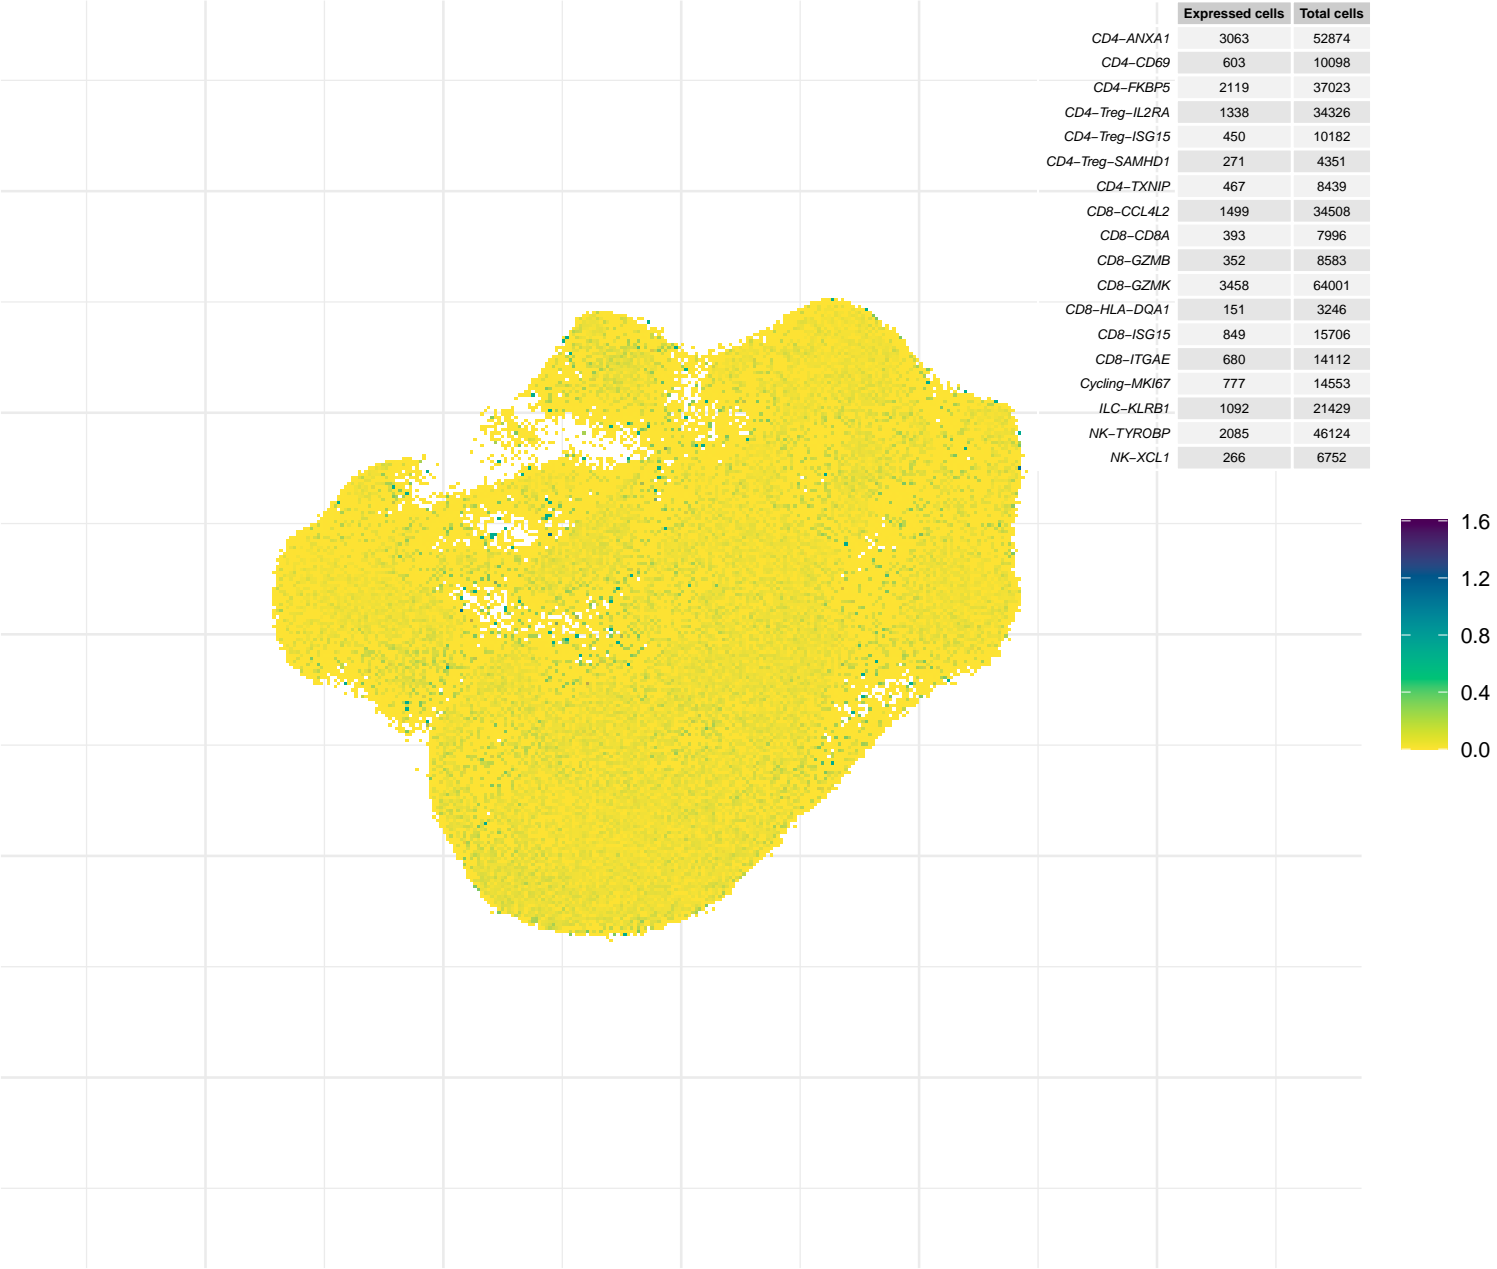 Expressed cells Total cells
CD4−ANXA1 3063 52874
CD4−CD69 603 10098
CD4−FKBP5 2119 37023
CD4−Treg−IL2RA 1338 34326
CD4−Treg−ISG15 450 10182
CD4−Treg−SAMHD1 271 4351
CD4−TXNIP 467 8439
CD8−CCL4L2 1499 34508
CD8−CD8A 393 7996
CD8−GZMB 352 8583
CD8−GZMK 3458 64001
CD8−HLA−DQA1 151 3246
CD8−ISG15 849 15706
CD8−ITGAE 680 14112
Cycling−MKI67 777 14553
ILC−KLRB1 1092 21429
NK−TYROBP 2085 46124
NK−XCL1 266 6752
1.6
1.2
0.8
0.4
0.0